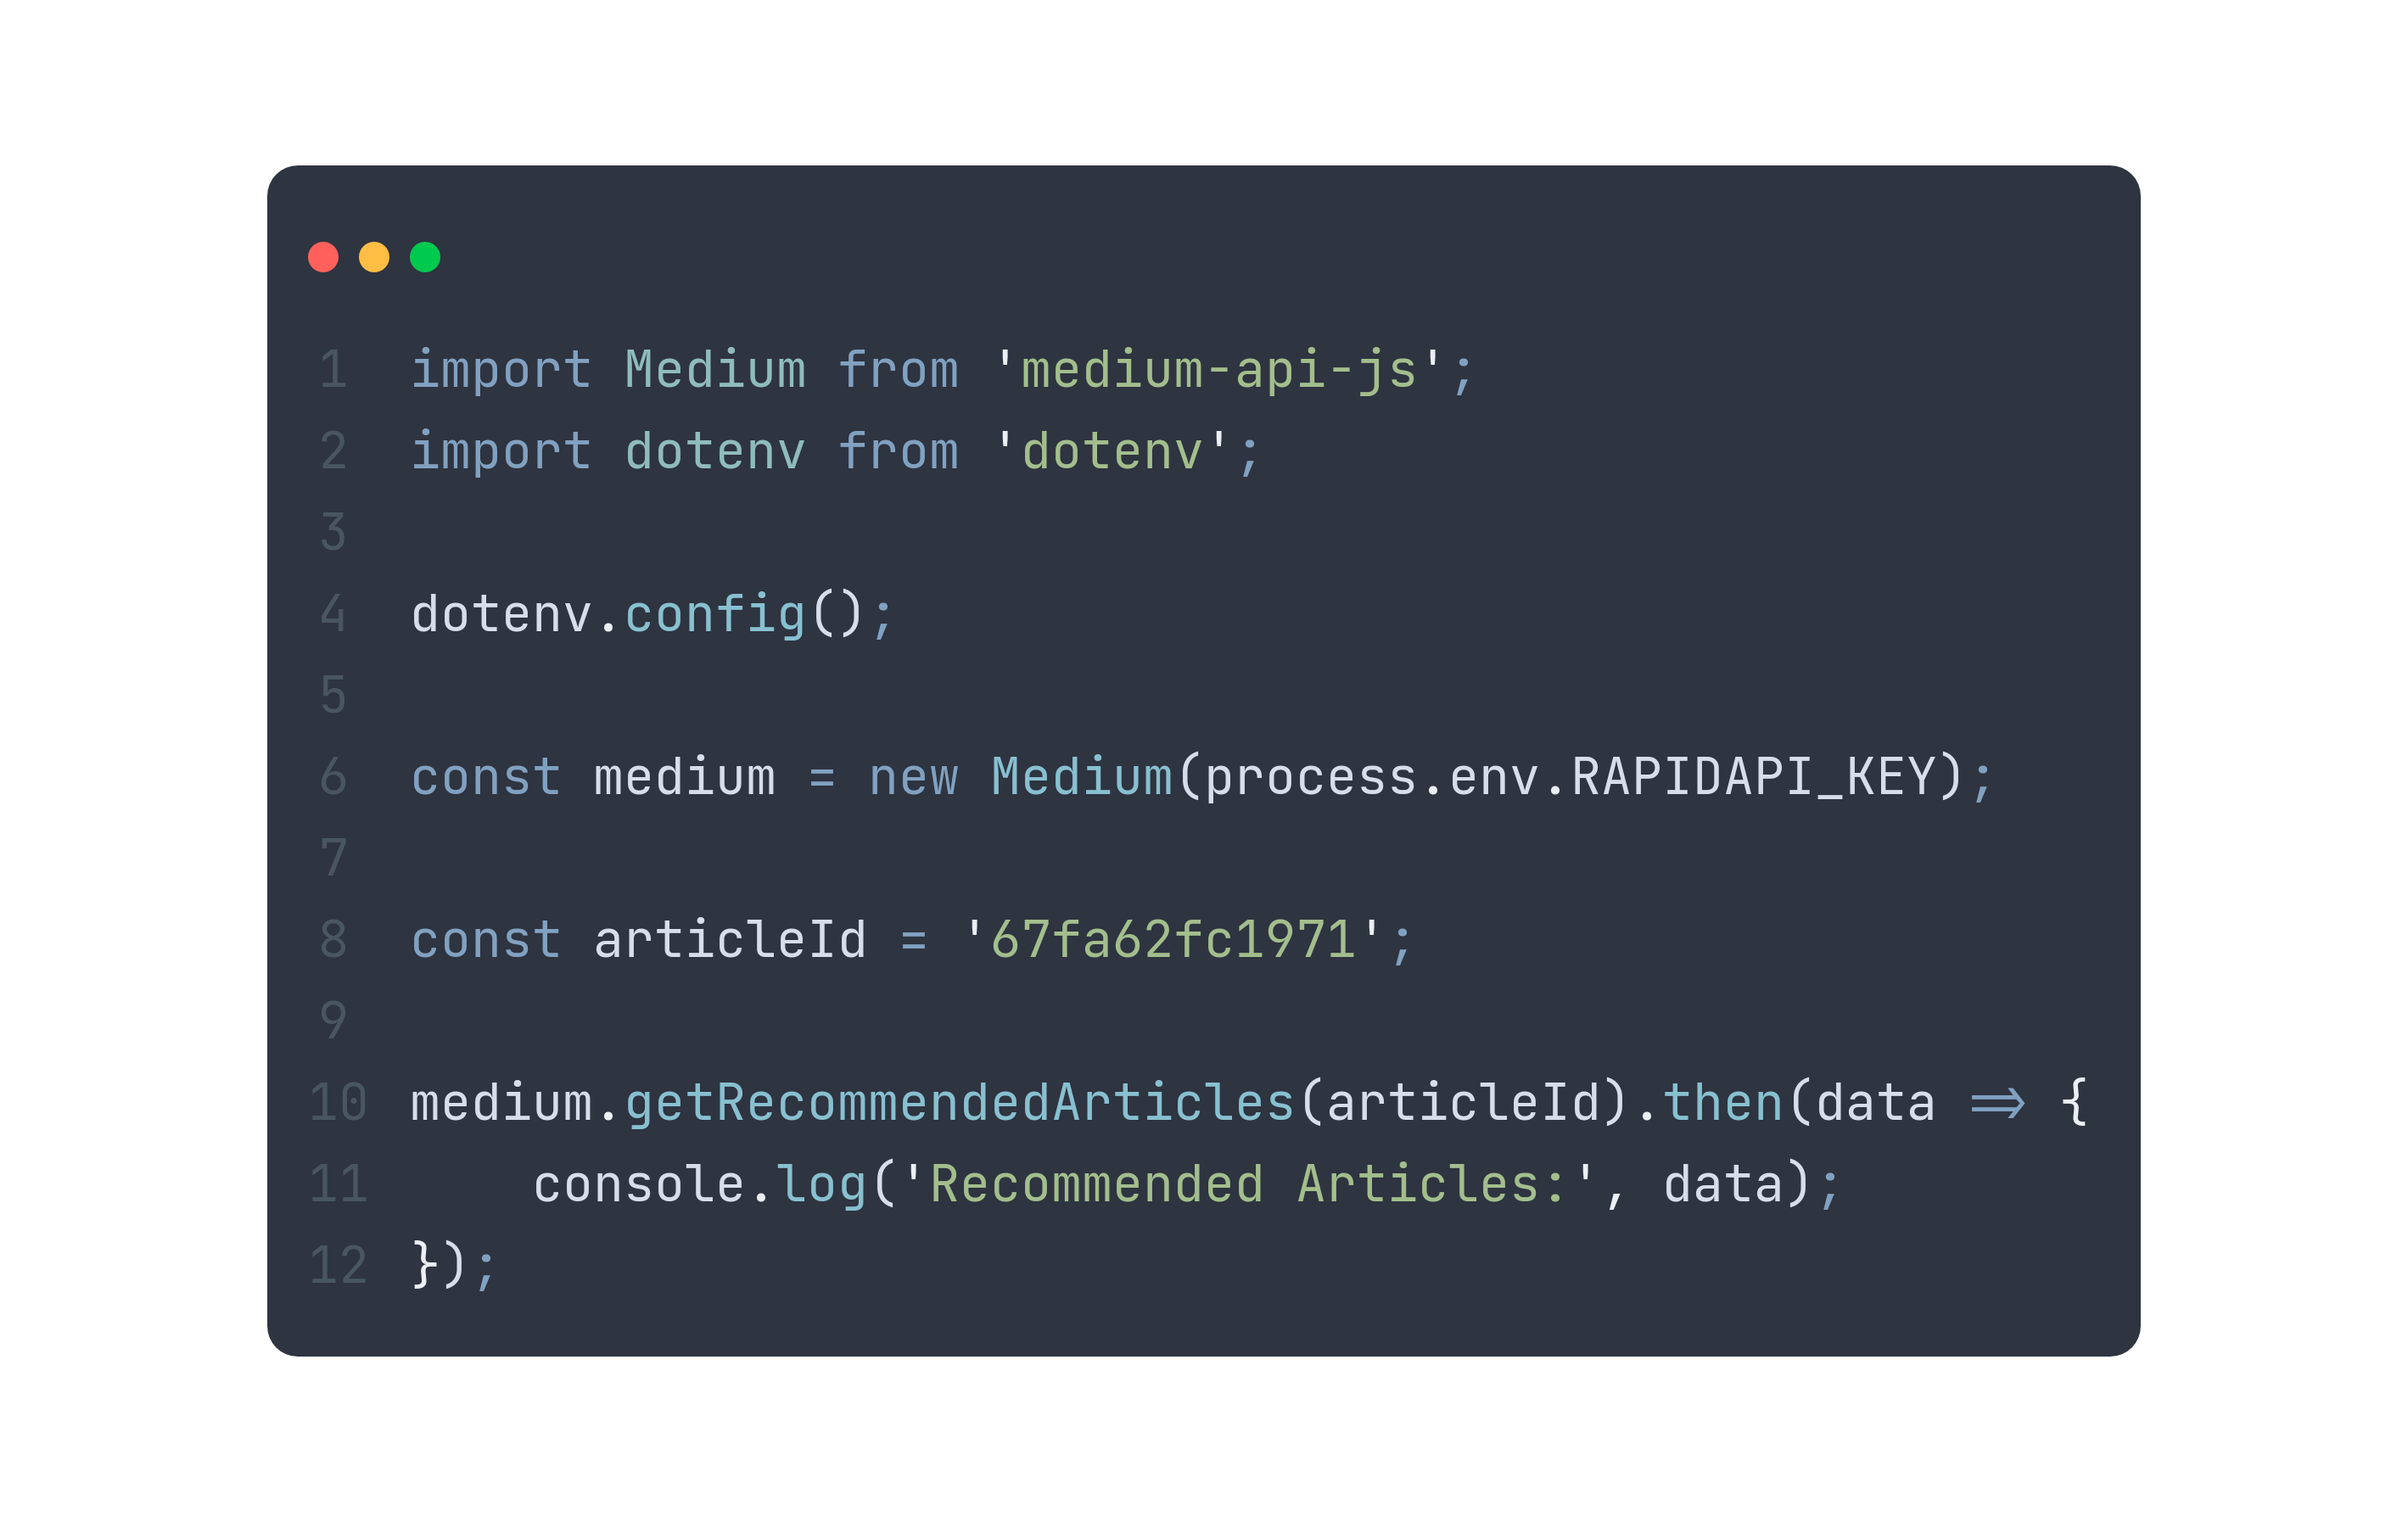 1 import Medium from 'medium-api-js';
2 import dotenv from 'dotenv';
3
4 dotenv.config();
5
6 const medium = new Medium(process.env.RAPIDAPI_KEY);
7
8 const articleId = '67fa62fc1971';
9
10 medium.getRecommendedArticles(articleId).then(data => {
11     console.log('Recommended Articles:', data);
12 });